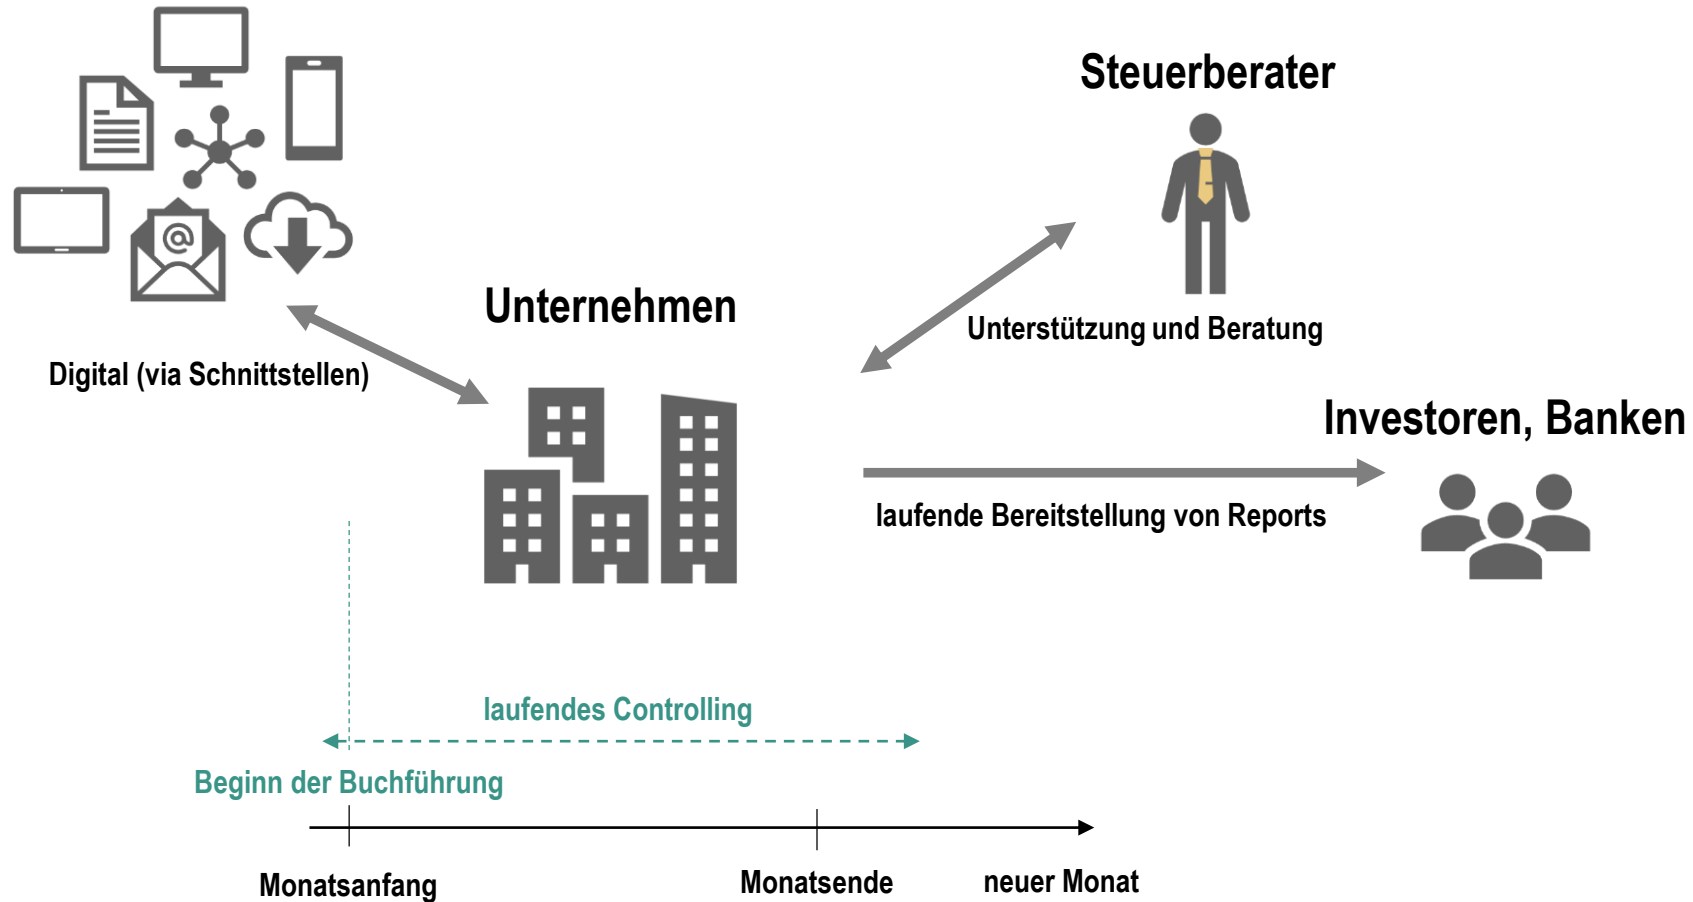 Steuerberater
@
Unternehmen
Unterstützung und Beratung
Digital (via Schnittstellen)
Investoren, Banken
laufende Bereitstellung von Reports
laufendes Controlling
Beginn der Buchführung
Monatsanfang
Monatsende
neuer Monat